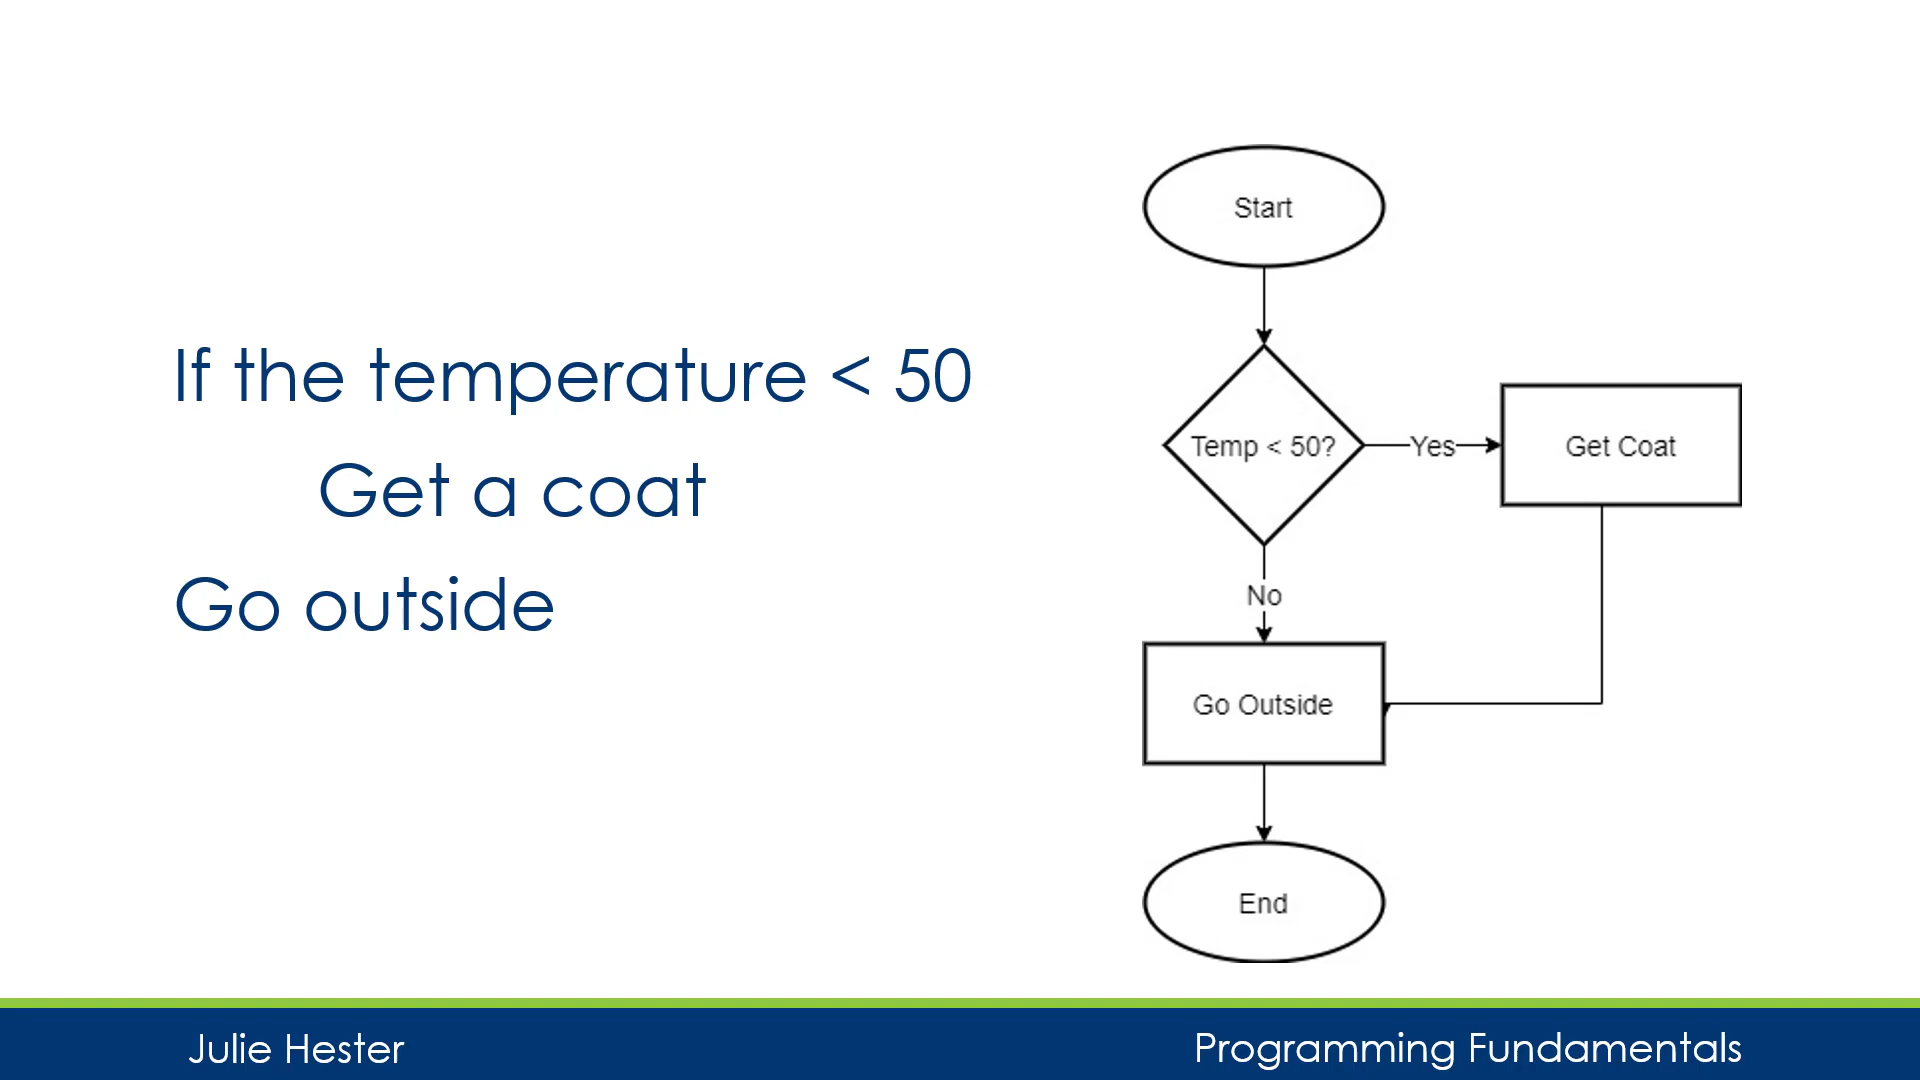 If the temperature < 50
Get a coat
Go outside
Start
Temp < 50?
Yes
Get Coat
No
Go Outside
End
Julie Hester
Programming Fundamentals